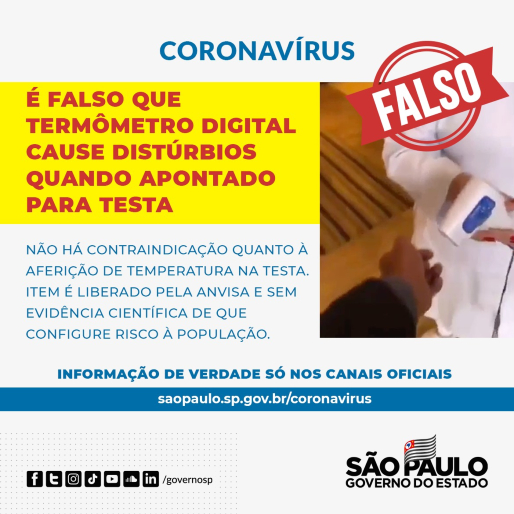 CORONAVÍRUS
FALSO
É FALSO QUE
TERMÔMETRO DIGITAL
CAUSE DISTÚRBIOS
QUANDO APONTADO
PARA TESTA
NÃO HÁ CONTRAINDICAÇÃO QUANTO À
AFERIÇÃO DE TEMPERATURA NA TESTA.
ITEM É LIBERADO PELA ANVISA E SEM
EVIDÊNCIA CIENTÍFICA DE QUE
CONFIGURE RISCO À POPULAÇÃO.
INFORMAÇÃO DE VERDADE SÓ NOS CANAIS OFICIAIS
saopaulo.sp.gov.br/coronavirus
/governosp
SÃO PAULO
GOVERNO DO ESTADO